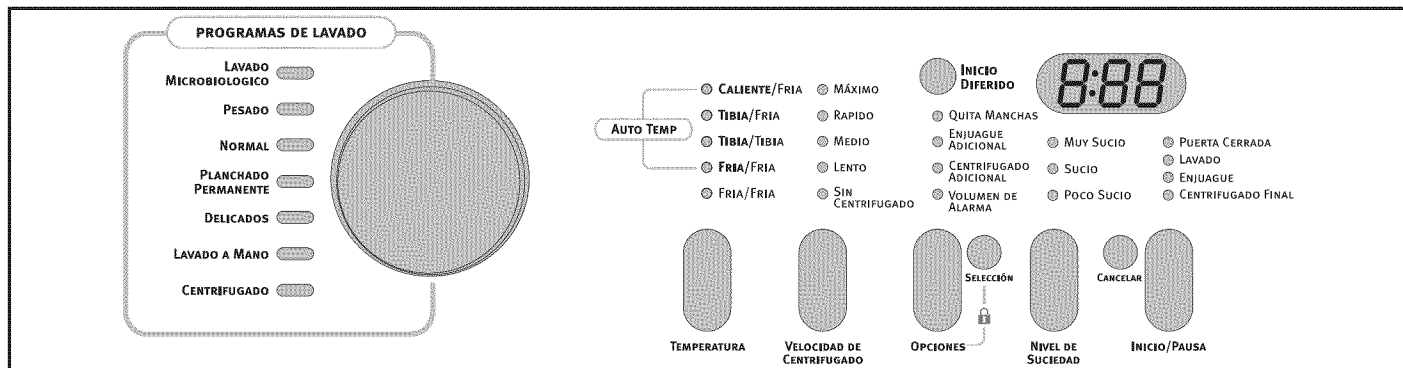 PROGRAMAS DE LAVADO
LAVADO
MICROBIOLOGICO
PESADO
NORMAL
PLANCHADO
PERMANENTE
DELICADOS
LAVADO A MANO
CENTRIFUGADO
AUTO TEMP
CALIENTE/FRIA
TIBIA/FRIA
TIBIA/TIBIA
FRIA/FRIA
FRIA/FRIA
TEMPERATURA
MÁXIMO
RAPIDO
MEDIO
LENTO
SIN
CENTRIFUGADO
VELOCIDAD DE
CENTRIFUGADO
INICIO
DIFERIDO
8:88
QUITA MANCHAS
ENJUAGUE
ADICIONAL
CENTRIFUGADO
ADICIONAL
VOLUMEN DE
ALARMA
OPCIONES
SELECCIÓN
MUY SUCIO
SUCIO
POCO SUCIO
NIVEL DE
SUCIEDAD
PUERTA CERRADA
LAVADO
ENJUAGUE
CENTRIFUGADO FINAL
CANCELAR
INICIO/PAUSA